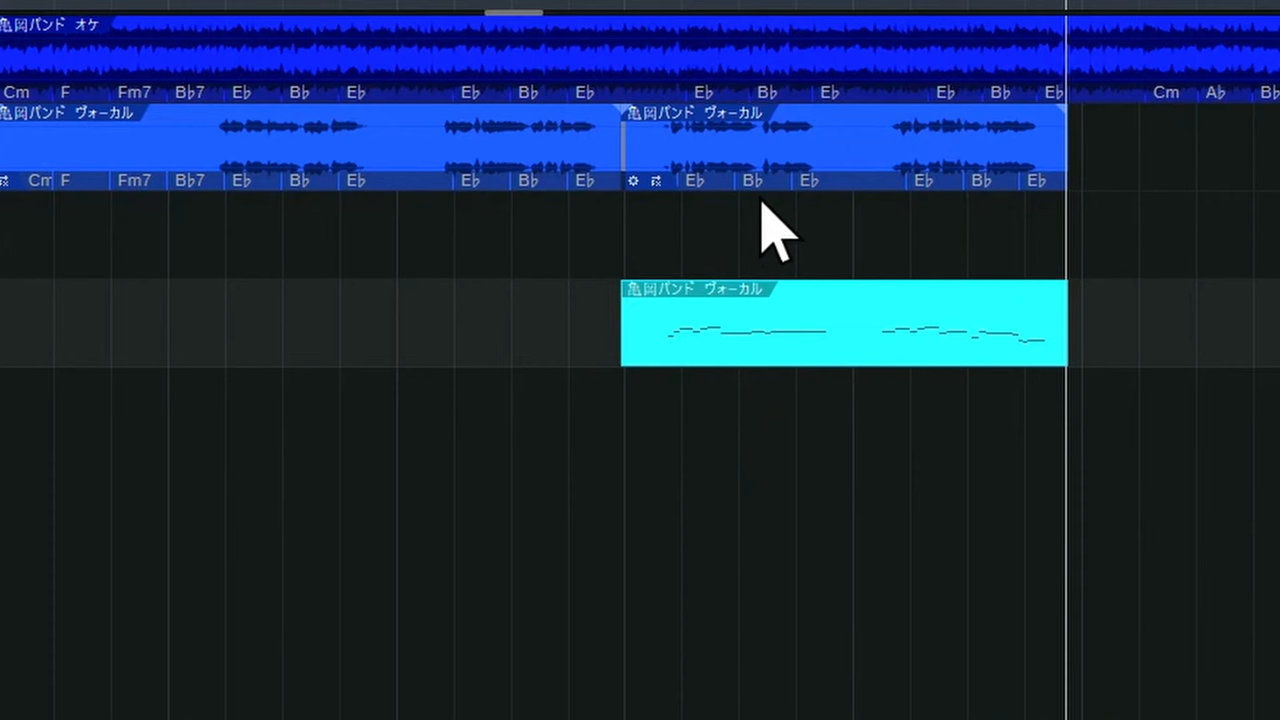 亀岡バンド オケ
Cm F Fm7 B♭7 E♭ B♭ E♭ E♭ B♭ E♭ E♭ B♭ E♭ E♭ B♭ E♭ Cm A♭ B♭
亀岡バンド ヴォーカル 亀岡バンド ヴォーカル
Cm F Fm7 B♭7 E♭ B♭ E♭ E♭ B♭ E♭ E♭ B♭ E♭ E♭ B♭ E♭
亀岡バンド ヴォーカル